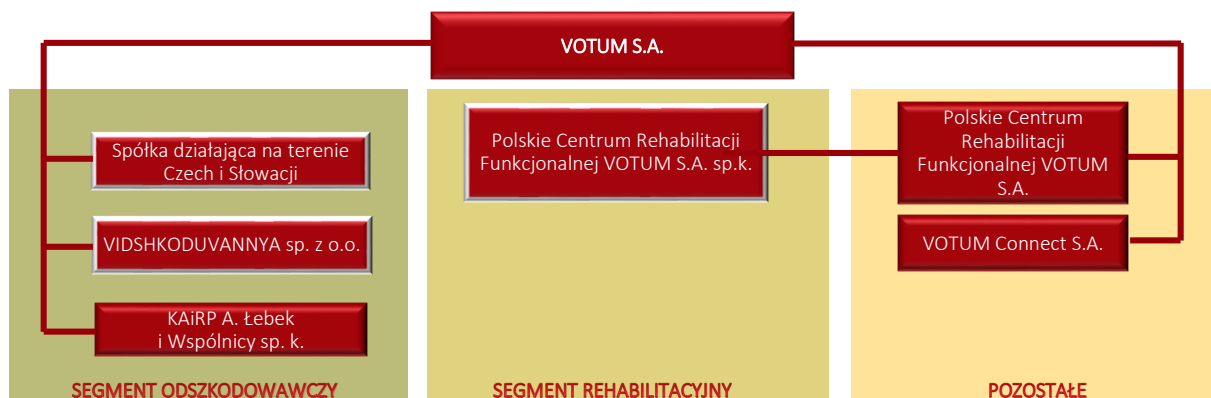 VOTUM S.A.
Spółka działająca na terenie
Czech i Słowacji
VIDSHKODUVANNYA sp. z o.o.
KAiRP A. Łebek
i Wspólnicy sp. k.
SEGMENT ODSZKODOWAWCZY
Polskie Centrum Rehabilitacji
Funkcjonalnej VOTUM S.A. sp.k.
SEGMENT REHABILITACYJNY
Polskie Centrum
Rehabilitacji
Funkcjonalnej VOTUM
S.A.
VOTUM Connect S.A.
POZOSTAŁE